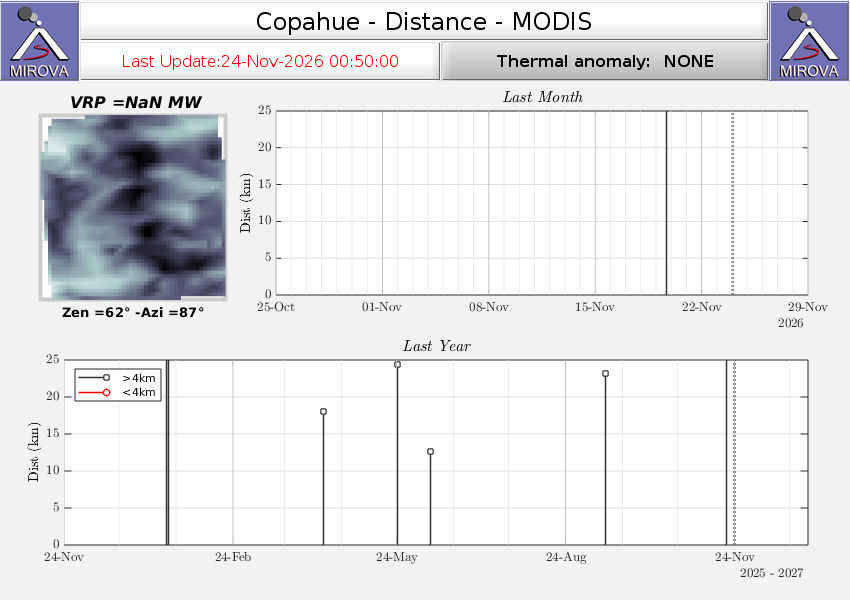 Copahue - Distance - MODIS
MIROVA
Last Update:24-Nov-2026 00:50:00
Thermal anomaly: NONE
MIROVA
VRP =NaN MW
Zen =62° -Azi =87°
Last Month
Dist (km)
25
20
15
10
5
0
25-Oct
01-Nov
08-Nov
15-Nov
22-Nov
29-Nov
2026
Last Year
Dist (km)
25
20
15
10
5
0
>4km
<4km
24-Nov
24-Feb
24-May
24-Aug
24-Nov
2025 - 2027